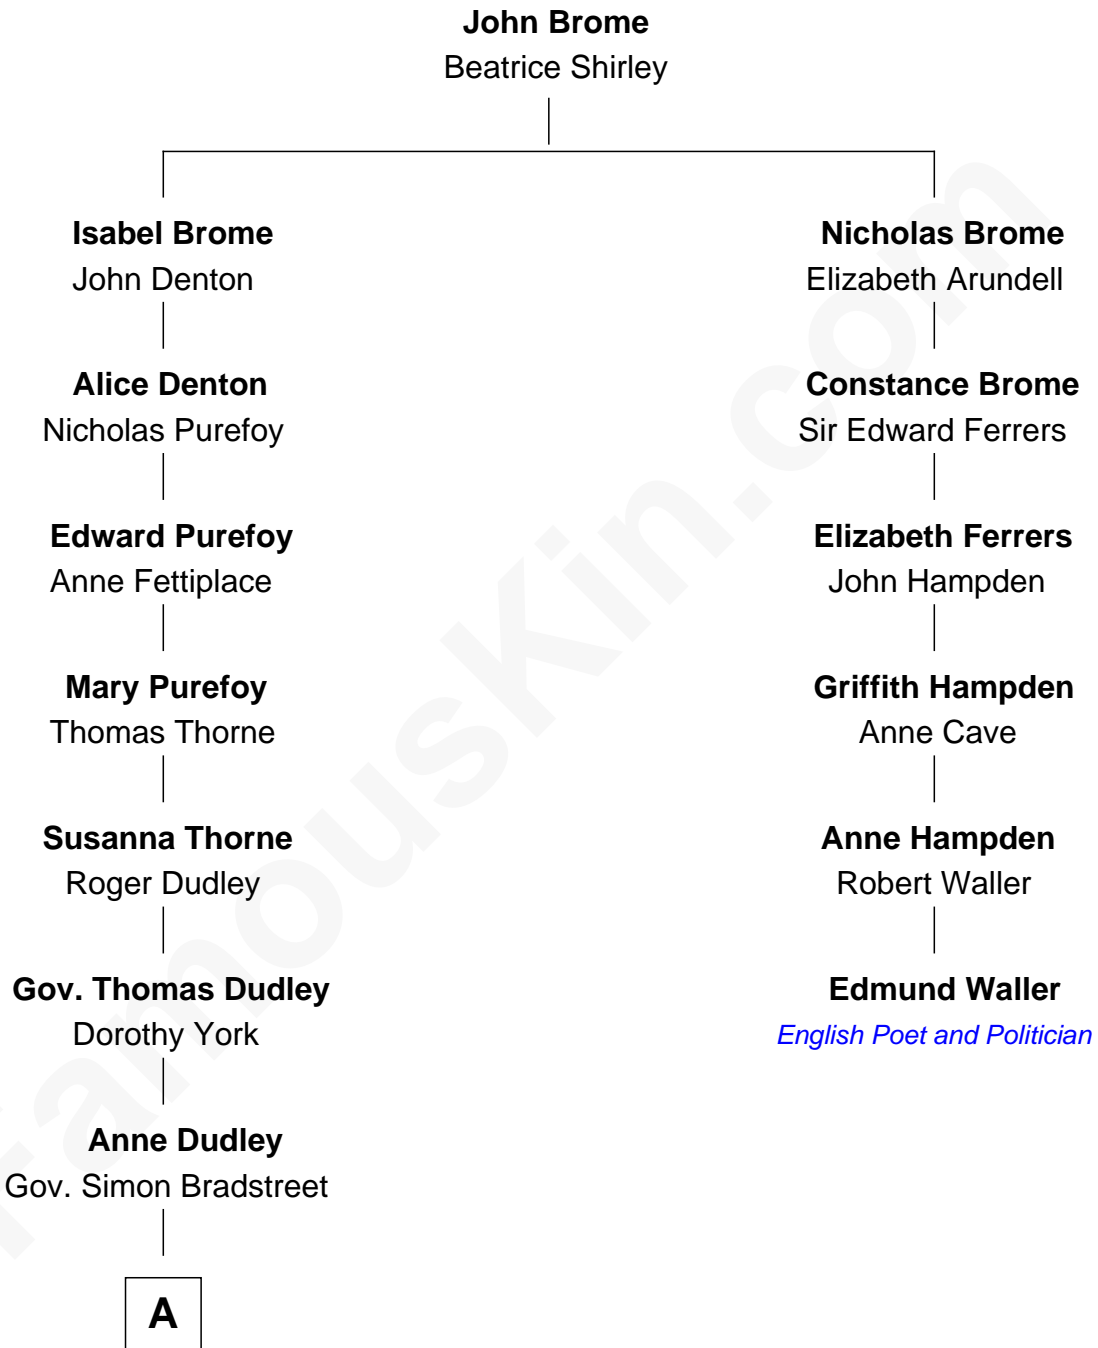 John Brome
Beatrice Shirley
Isabel Brome
John Denton
Nicholas Brome
Elizabeth Arundell
Alice Denton
Nicholas Purefoy
Constance Brome
Sir Edward Ferrers
Edward Purefoy
Anne Fettiplace
Elizabeth Ferrers
John Hampden
Mary Purefoy
Thomas Thorne
Griffith Hampden
Anne Cave
Susanna Thorne
Roger Dudley
Anne Hampden
Robert Waller
Gov. Thomas Dudley
Dorothy York
Edmund Waller
English Poet and Politician
Anne Dudley
Gov. Simon Bradstreet
A
FamousKin.com